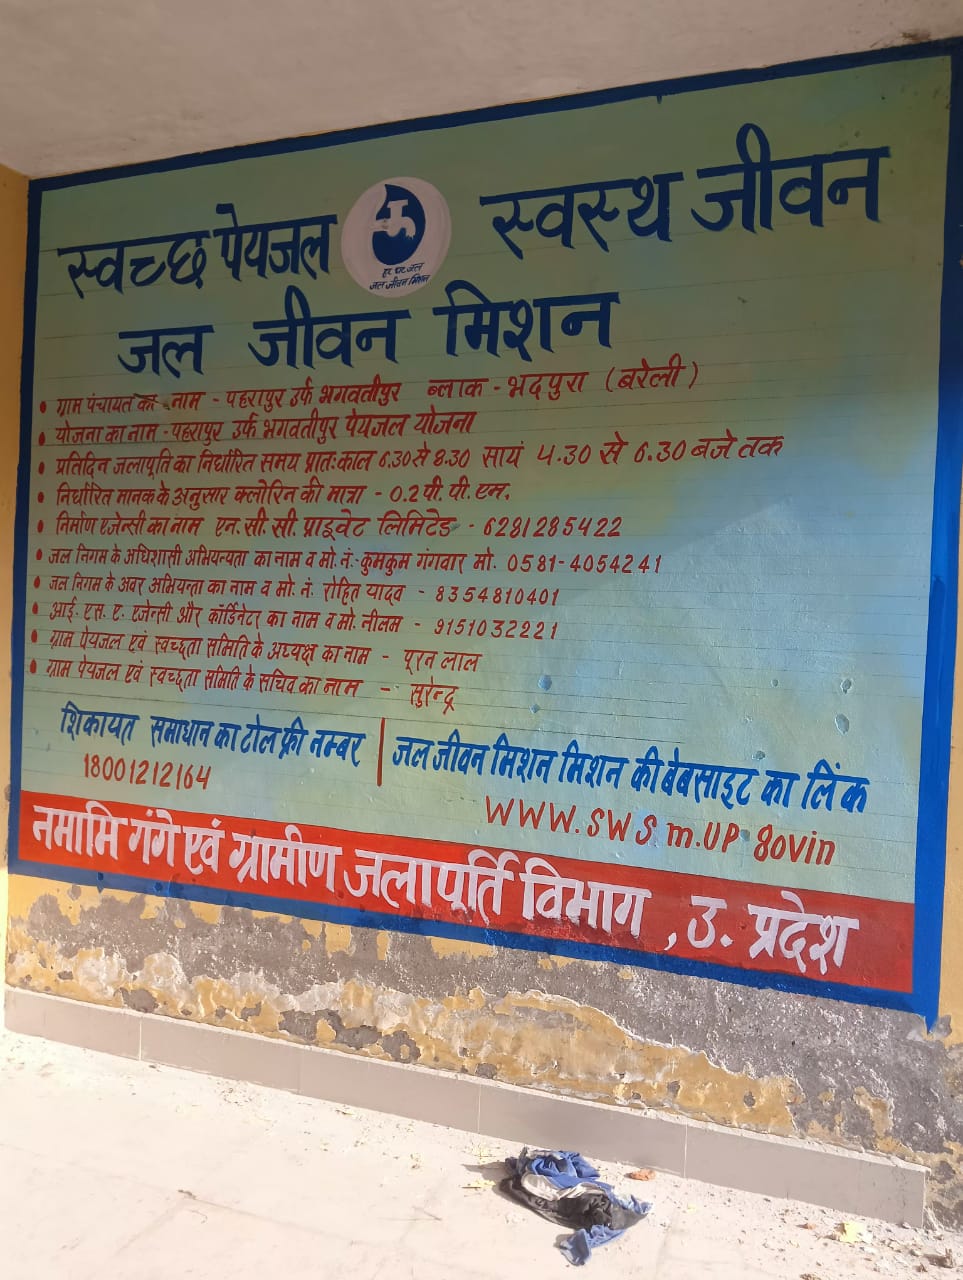 स्वच्छ पेयजल स्वस्थ जीवन
हर घर जल
जल जीवन मिशन
जल जीवन मिशन
• ग्राम पंचायत का नाम - पहरापुर उर्फ भगवतीपुर ब्लाक - भदपुरा (बरेली)
• योजना का नाम - पहरापुर उर्फ भगवतीपुर पेयजल योजना
• प्रतिदिन जलापूर्ति का निर्धारित समय प्रात:काल 6.30 से 8.30 सायं 4.30 से 6.30 बजे तक
• निर्धारित मानक के अनुसार क्लोरिन की मात्रा - 0.2 पी. पी. एम.
• निर्माण एजेन्सी का नाम एन. सी. सी. प्राइवेट लिमिटेड - 6281285422
• जल निगम के अधिशासी अभियन्यता का नाम व मो. नं:- कुमकुम गंगवार मो. 0581-4054241
• जल निगम के अवर अभियन्ता का नाम व मो. नं. रोहित यादव - 8354810401
• आई. एस. ए. एजेन्सी और कॉर्डिनेटर का नाम व मो. नीलम - 9151032221
• ग्राम पेयजल एवं स्वच्छता समिति के अध्यक्ष का नाम - पूरन लाल
• ग्राम पेयजल एवं स्वच्छता समिति के सचिव का नाम - सुरेन्द्र
शिकायत समाधान का टोल फ्री नम्बर | जल जीवन मिशन मिशन की बेबसाइट का लिंक
18001212164 WWW.SWSm.UP govin
नमामि गंगे एवं ग्रामीण जलापूर्ति विभाग, उ. प्रदेश